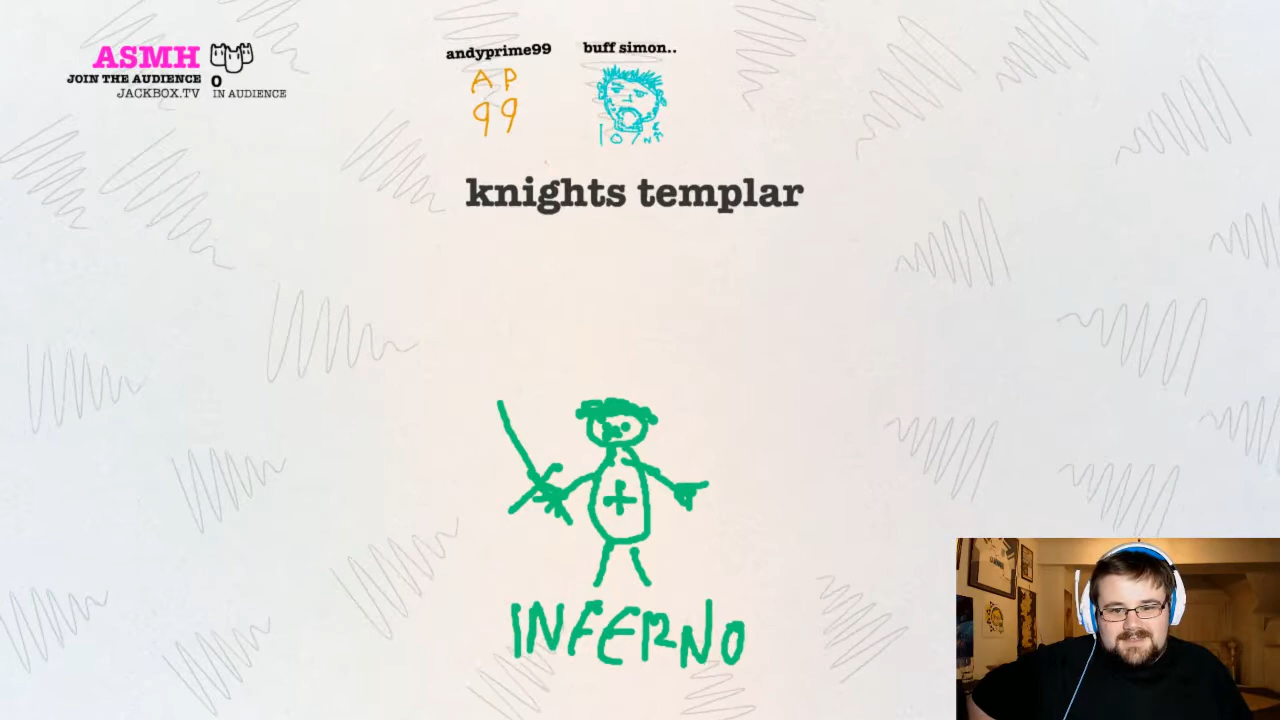 ASMH
JOIN THE AUDIENCE
JACKBOX.TV
0
IN AUDIENCE
andyprime99
AP
99
buff simon..
knights templar
INFERNO